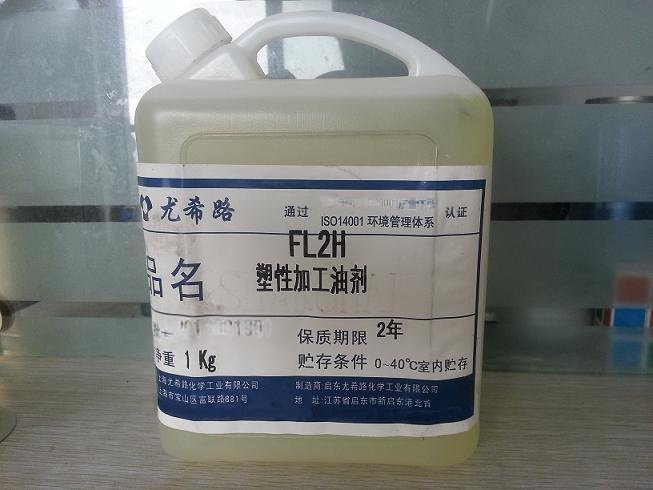 尤希路
通过
认证
ISO14001 环境管理体系
品名
FL2H
塑性加工油剂
保质期限 2年
净重 1 Kg
贮存条件 0~40℃室内贮存
上海尤希路化学工业有限公司
上海市宝山区富联路881号
制造商:启东尤希路化学工业有限公司
地 址:江苏省启东市新启东港北首